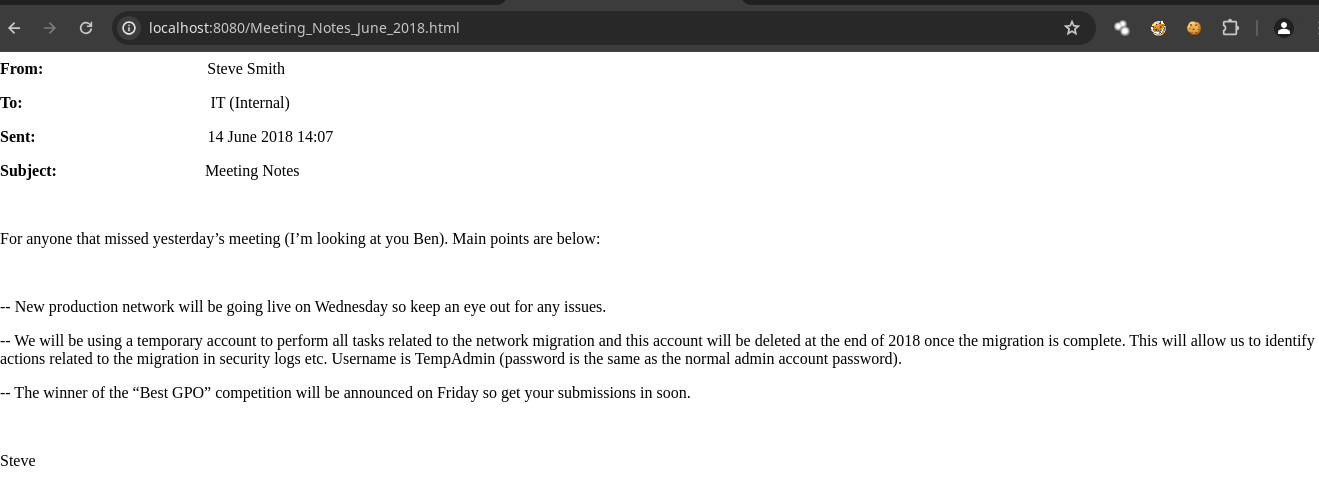 localhost:8080/Meeting_Notes_June_2018.html
From: Steve Smith
To: IT (Internal)
Sent: 14 June 2018 14:07
Subject: Meeting Notes
For anyone that missed yesterday’s meeting (I’m looking at you Ben). Main points are below:
-- New production network will be going live on Wednesday so keep an eye out for any issues.
-- We will be using a temporary account to perform all tasks related to the network migration and this account will be deleted at the end of 2018 once the migration is complete. This will allow us to identify
actions related to the migration in security logs etc. Username is TempAdmin (password is the same as the normal admin account password).
-- The winner of the “Best GPO” competition will be announced on Friday so get your submissions in soon.
Steve